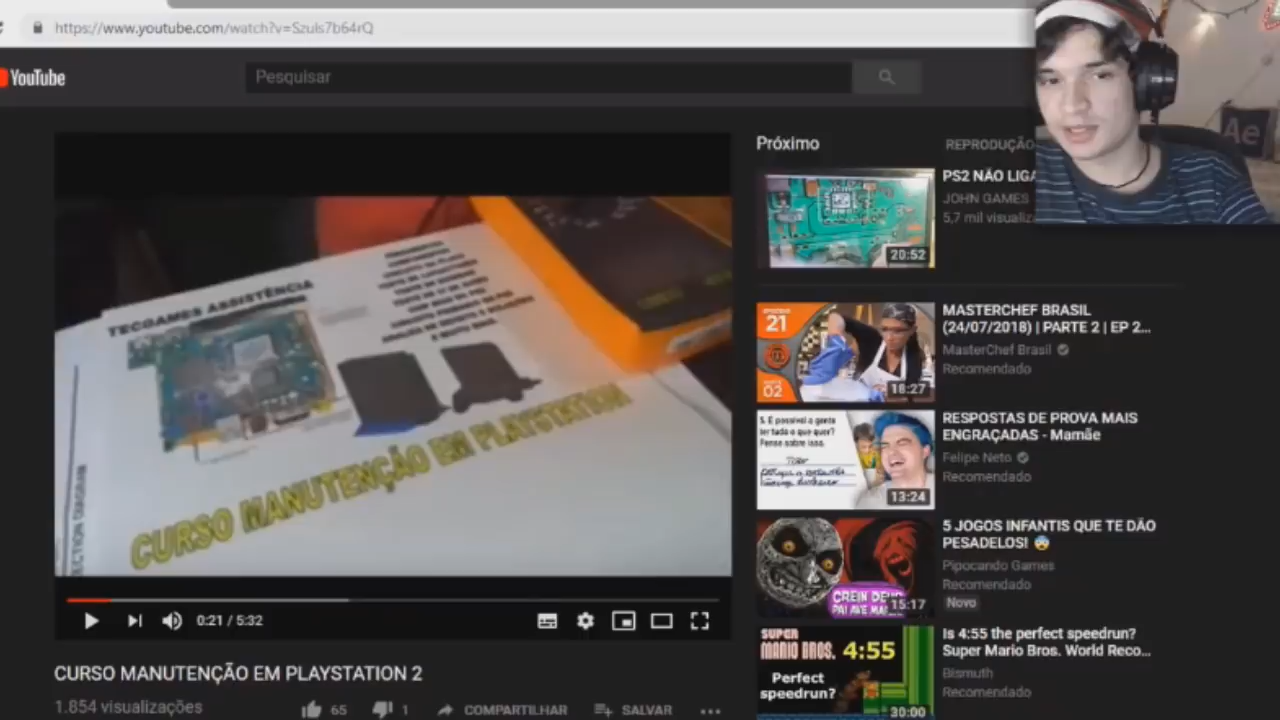 https://www.youtube.com/watch?v=Szuls7b64rQ
YouTube
Pesquisar
TECGAMES ASSISTÊNCIA
CURSO MANUTENÇÃO EM PLAYSTATION
0:21 / 5:32
CURSO MANUTENÇÃO EM PLAYSTATION 2
1.854 visualizações
65
1
COMPARTILHAR
SALVAR
Próximo
REPRODUÇÃO
PS2 NÃO LIGA
JOHN GAMES
5,7 mil visualiz
20:52
21
02
18:27
MASTERCHEF BRASIL
(24/07/2018) | PARTE 2 | EP 2...
MasterChef Brasil
Recomendado
13:24
RESPOSTAS DE PROVA MAIS
ENGRAÇADAS - Mamãe
Felipe Neto
Recomendado
CREIN DEUS
PAI AVE MA
15:17
5 JOGOS INFANTIS QUE TE DÃO
PESADELOS! 😨
Pipocando Games
Recomendado
Novo
SUPER
MARIO BROS. 4:55
Perfect
speedrun?
30:00
Is 4:55 the perfect speedrun?
Super Mario Bros. World Reco...
Bismuth
Recomendado
Ae